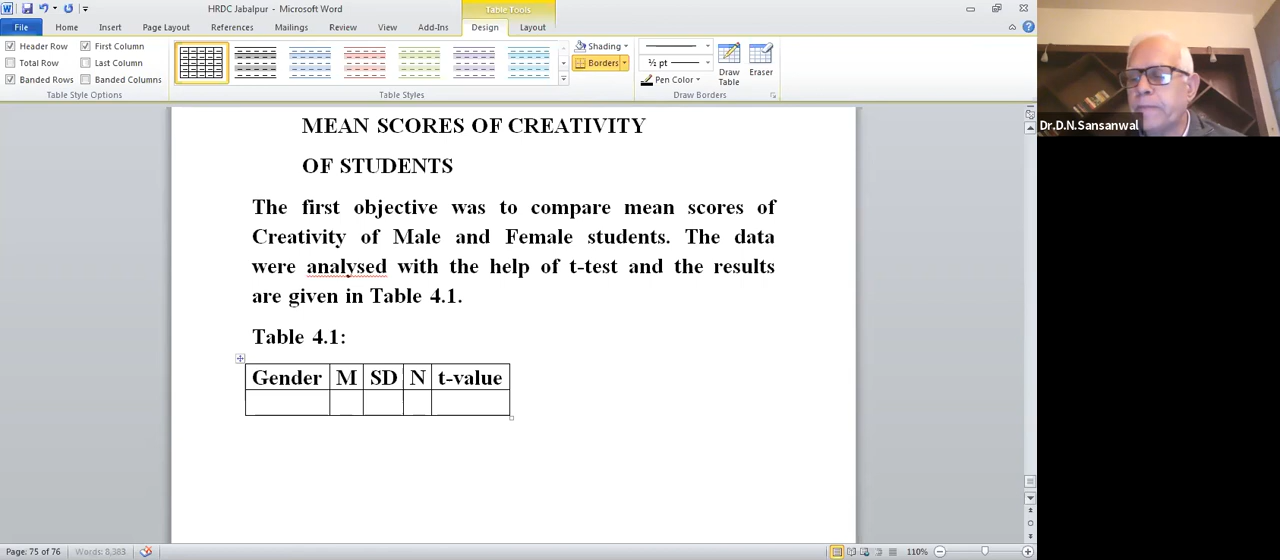 HRDC Jabalpur - Microsoft Word
Table Tools
File Home Insert Page Layout References Mailings Review View Add-Ins Design Layout
Header Row First Column
Total Row Last Column
Banded Rows Banded Columns
Table Style Options
Table Styles
Shading
Borders
½ pt
Pen Color
Draw Table
Eraser
Draw Borders
MEAN SCORES OF CREATIVITY
OF STUDENTS
The first objective was to compare mean scores of
Creativity of Male and Female students. The data
were analysed with the help of t-test and the results
are given in Table 4.1.
Table 4.1:
Gender M SD N t-value
Dr.D.N.Sansanwal
Page: 75 of 76 Words: 8,383 110%